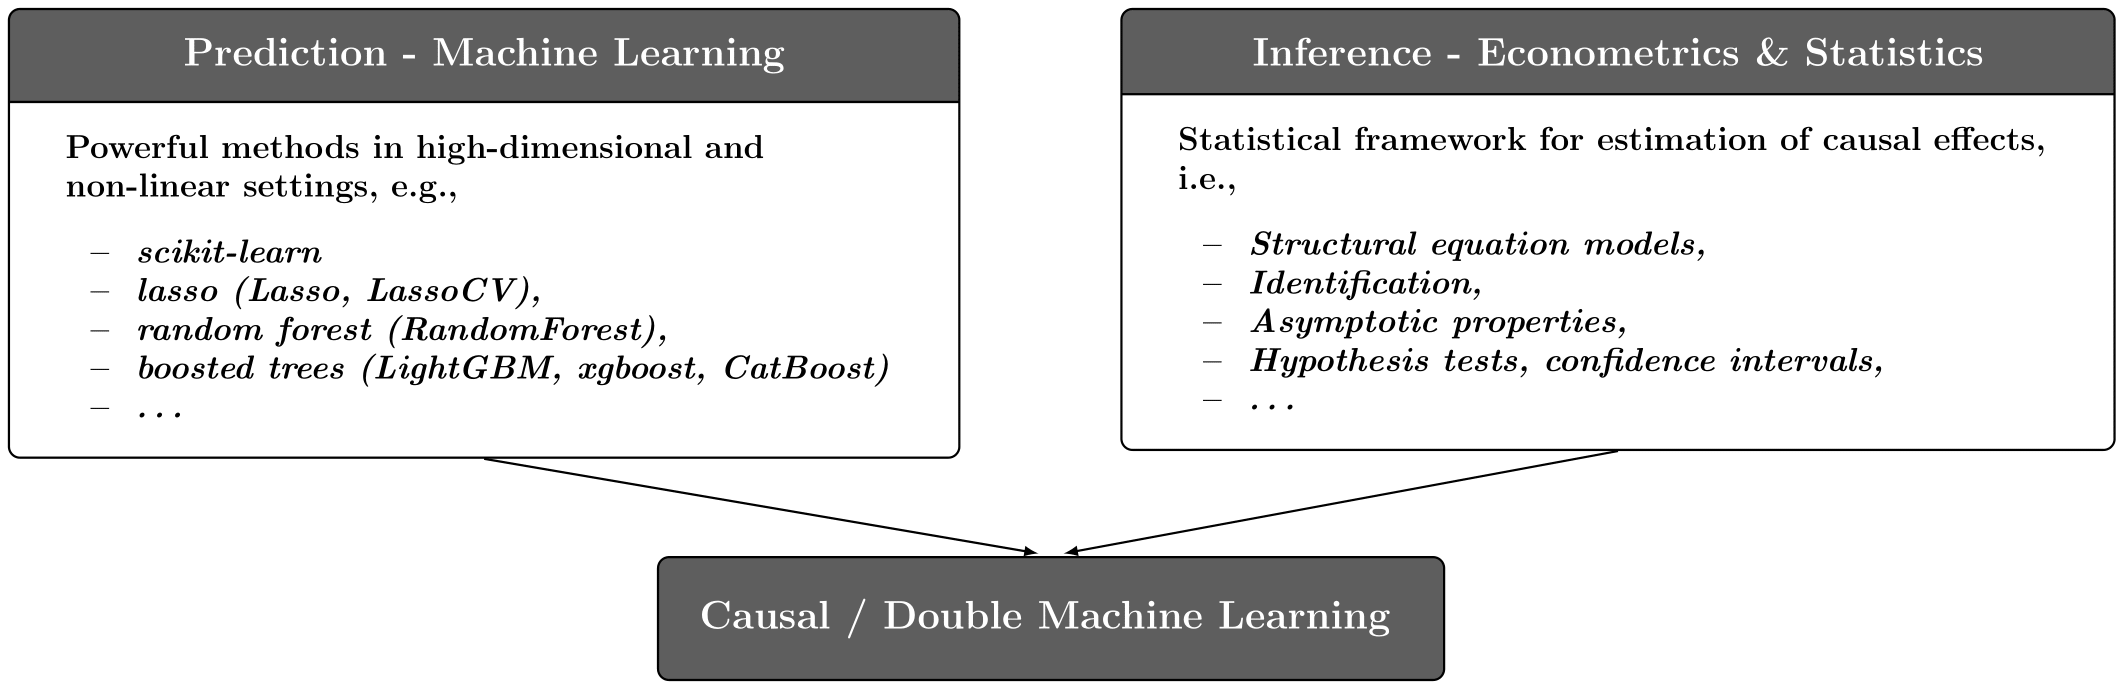 Prediction - Machine Learning
Powerful methods in high-dimensional and
non-linear settings, e.g.,
– scikit-learn
– lasso (Lasso, LassoCV),
– random forest (RandomForest),
– boosted trees (LightGBM, xgboost, CatBoost)
– . . .
Inference - Econometrics & Statistics
Statistical framework for estimation of causal effects,
i.e.,
– Structural equation models,
– Identification,
– Asymptotic properties,
– Hypothesis tests, confidence intervals,
– . . .
Causal / Double Machine Learning